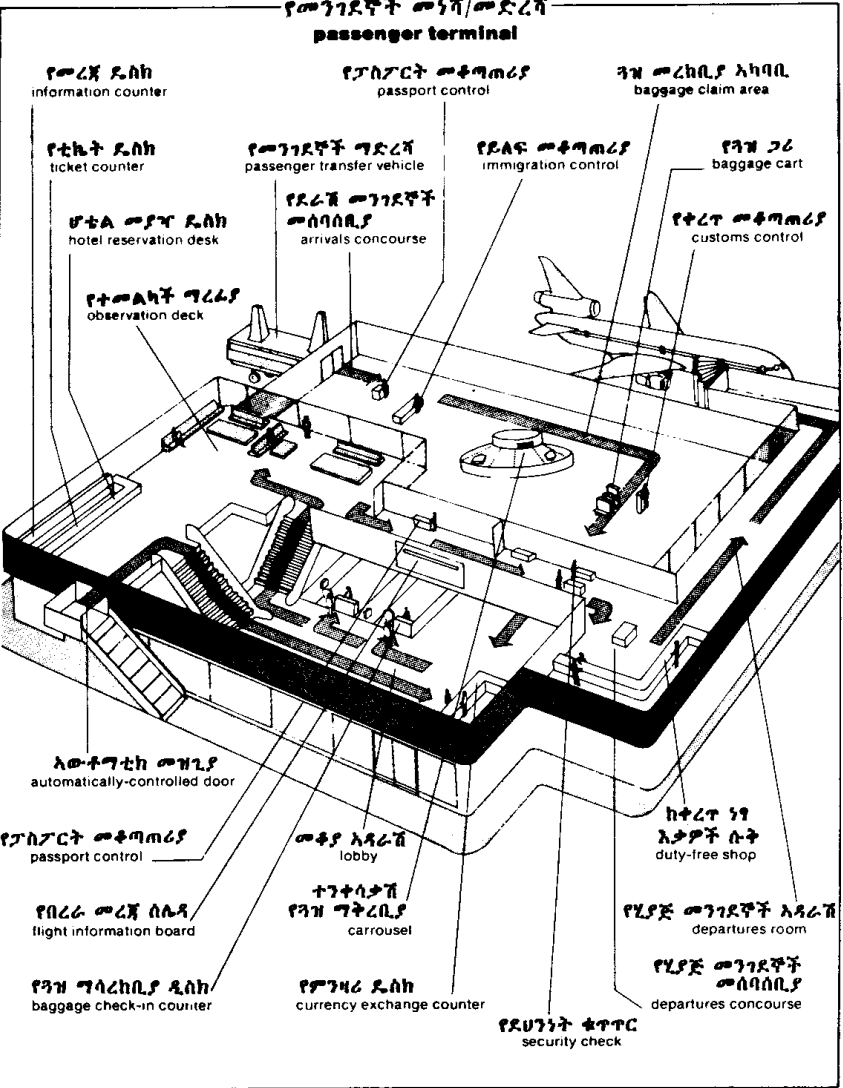 የመንገደኞች መነሻ/መድረሻ
passenger terminal
የመረጃ ዴስክ
information counter
የፓስፖርት መቆጣጠሪያ
passport control
ጓዝ መረከቢያ አካባቢ
baggage claim area
የቲኬት ዴስክ
ticket counter
የመንገደኞች ማድረሻ
passenger transfer vehicle
የይለፍ መቆጣጠሪያ
immigration control
የጓዝ ጋሪ
baggage cart
ሆቴል መያዣ ዴስክ
hotel reservation desk
የደራሽ መንገደኞች
መሰባሰቢያ
arrivals concourse
የቀረጥ መቆጣጠሪያ
customs control
የተመልካች ማረፊያ
observation deck
አውቶማቲክ መዝጊያ
automatically-controlled door
የፓስፖርት መቆጣጠሪያ
passport control
መቆያ አዳራሽ
lobby
ከቀረጥ ነፃ
እቃዎች ሱቅ
duty-free shop
የበረራ መረጃ ሰሌዳ
flight information board
ተንቀሳቃሽ
የጓዝ ማቅረቢያ
carrousel
የሂያጅ መንገደኞች አዳራሽ
departures room
የጓዝ ማሳረከቢያ ዲስክ
baggage check-in counter
የምንዛሪ ዴስክ
currency exchange counter
የሂያጅ መንገደኞች
መሰባሰቢያ
departures concourse
የደህንነት ቁጥጥር
security check